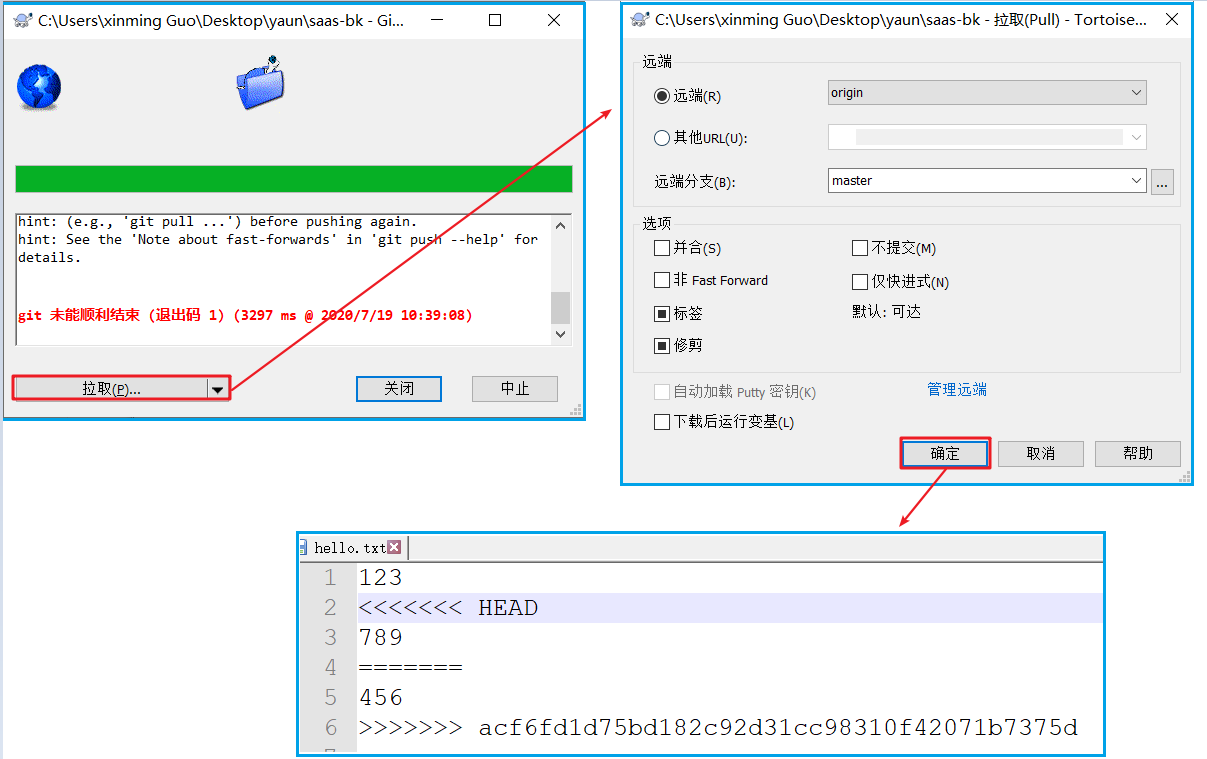 C:\Users\xinming Guo\Desktop\yaun\saas-bk - Gi...
hint: (e.g., 'git pull ...') before pushing again.
hint: See the 'Note about fast-forwards' in 'git push --help' for
details.
git 未能顺利结束 (退出码 1) (3297 ms @ 2020/7/19 10:39:08)
拉取(P)...
关闭
中止
C:\Users\xinming Guo\Desktop\yaun\saas-bk - 拉取(Pull) - Tortoise...
远端
远端(R)
origin
其他URL(U):
远端分支(B):
master
...
选项
并合(S)
不提交(M)
非 Fast Forward
仅快进式(N)
标签
默认: 可达
修剪
自动加载 Putty 密钥(K)
管理远端
下载后运行变基(L)
确定
取消
帮助
hello.txt
1 123
2 <<<<<<< HEAD
3 789
4 =======
5 456
6 >>>>>>> acf6fd1d75bd182c92d31cc98310f42071b7375d